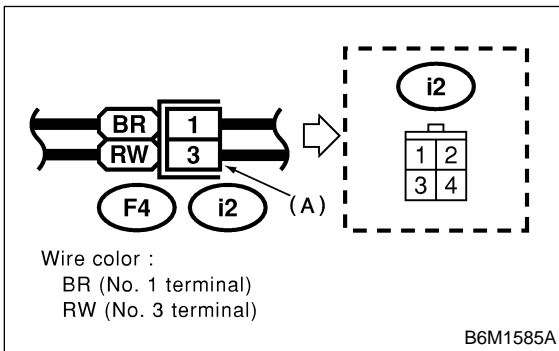 i2
BR 1
RW 3
1 2
3 4
F4 i2 (A)
Wire color :
BR (No. 1 terminal)
RW (No. 3 terminal)
B6M1585A